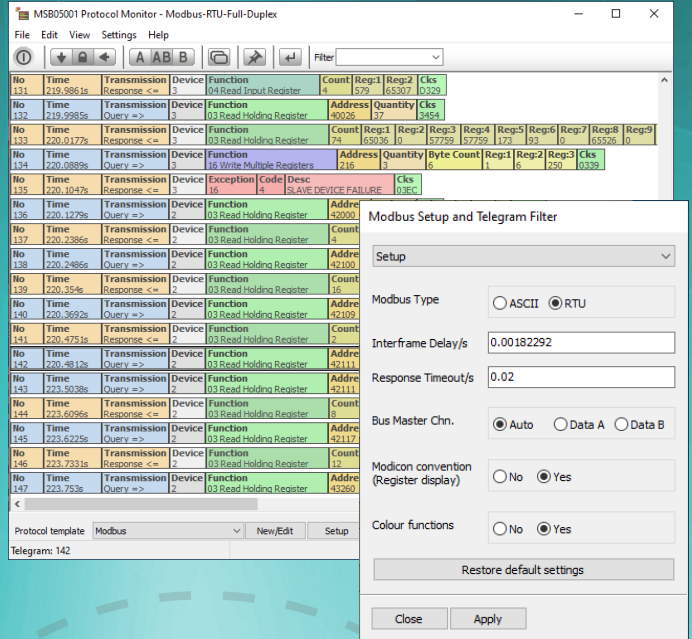 MSB05001 Protocol Monitor - Modbus-RTU-Full-Duplex
File Edit View Settings Help
A AB B Filter
No Time Transmission Device Function Count Reg:1 Reg:2 Cks
131 219.9861s Response <= 3 04 Read Input Register 4 579 65307 D329
No Time Transmission Device Function Address Quantity Cks
132 219.9985s Query => 3 03 Read Holding Register 40026 37 3454
No Time Transmission Device Function Count Reg:1 Reg:2 Reg:3 Reg:4 Reg:5 Reg:6 Reg:7 Reg:8 Reg:9
133 220.0177s Response <= 3 03 Read Holding Register 74 65036 0 57759 57759 173 93 0 65526 0
No Time Transmission Device Function Address Quantity Byte Count Reg:1 Reg:2 Reg:3 Cks
134 220.0889s Query => 3 16 Write Multiple Registers 216 3 6 1 6 250 0339
No Time Transmission Device Exception Code Desc Cks
135 220.1047s Response <= 3 16 4 SLAVE DEVICE FAILURE 03EC
No Time Transmission Device Function Addre
136 220.1279s Query => 2 03 Read Holding Register 42000
No Time Transmission Device Function Count
137 220.2386s Response <= 2 03 Read Holding Register 4
No Time Transmission Device Function Addre
138 220.2486s Query => 2 03 Read Holding Register 42100
No Time Transmission Device Function Count
139 220.354s Response <= 2 03 Read Holding Register 16
No Time Transmission Device Function Addre
140 220.3692s Query => 2 03 Read Holding Register 42109
No Time Transmission Device Function Count
141 220.4751s Response <= 2 03 Read Holding Register 2
No Time Transmission Device Function Addre
142 220.4812s Query => 2 03 Read Holding Register 42111
No Time Transmission Device Function Addre
143 223.5038s Query => 2 03 Read Holding Register 42111
No Time Transmission Device Function Count
144 223.6096s Response <= 2 03 Read Holding Register 8
No Time Transmission Device Function Addre
145 223.6225s Query => 2 03 Read Holding Register 42117
No Time Transmission Device Function Count
146 223.7331s Response <= 2 03 Read Holding Register 12
No Time Transmission Device Function Addre
147 223.753s Query => 2 03 Read Holding Register 43260
Protocol template Modbus New/Edit Setup
Telegram: 142
Modbus Setup and Telegram Filter
Setup
Modbus Type ASCII RTU
Interframe Delay/s 0.00182292
Response Timeout/s 0.02
Bus Master Chn. Auto Data A Data B
Modicon convention
(Register display) No Yes
Colour functions No Yes
Restore default settings
Close Apply